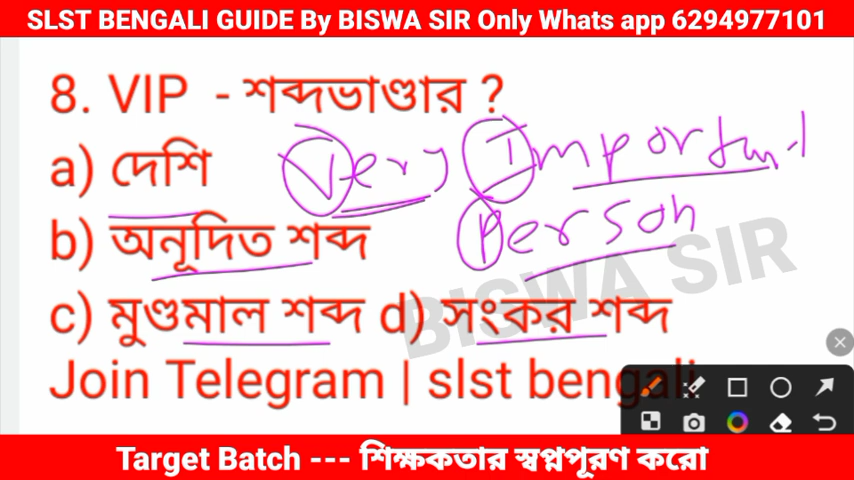 SLST BENGALI GUIDE By BISWA SIR Only Whats app 6294977101
8. VIP - শব্দভাণ্ডার ?
a) দেশি
Very Important
b) অনূদিত শব্দ
Person
c) মুণ্ডমাল শব্দ d) সংকর শব্দ
BISWA SIR
Join Telegram | slst bengali
Target Batch --- শিক্ষকতার স্বপ্নপূরণ করো